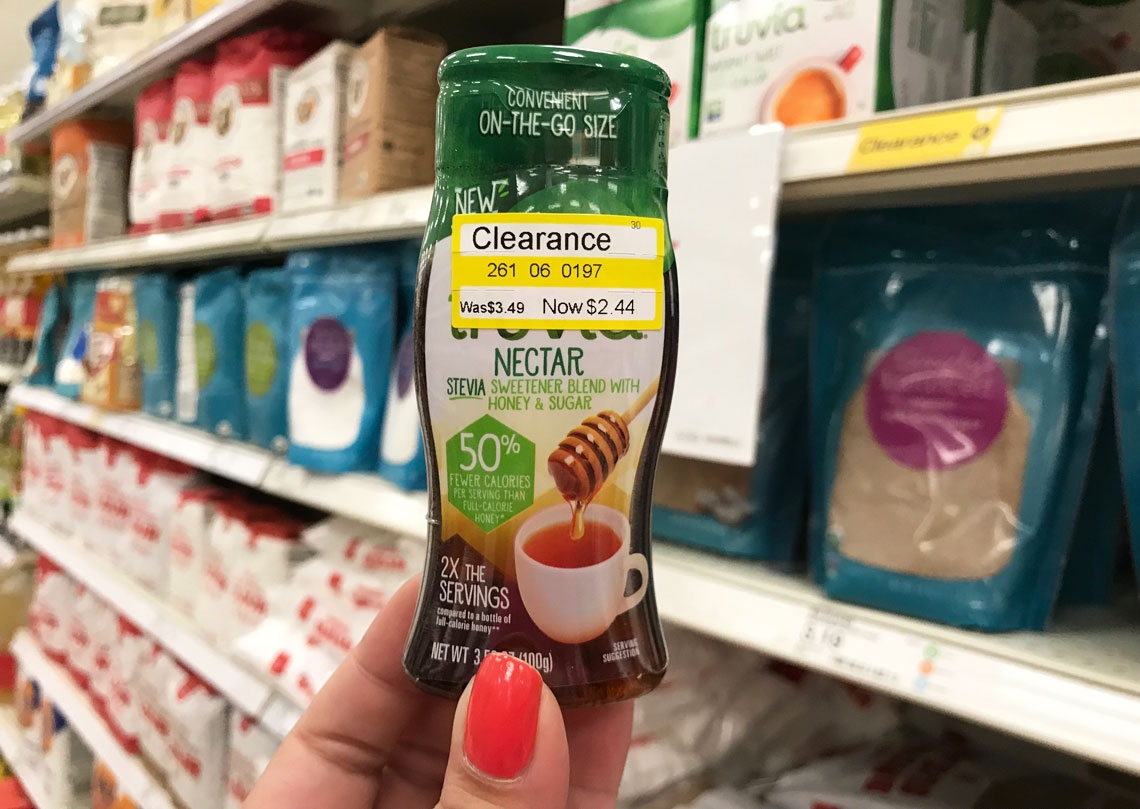 CONVENIENT
ON-THE-GO SIZE
NEW
Clearance 30
261 06 0197
Was$3.49 Now$2.44
truvia
NECTAR
STEVIA SWEETENER BLEND WITH
HONEY & SUGAR
50%
FEWER CALORIES
PER SERVING THAN
FULL-CALORIE
HONEY*
2X THE
SERVINGS
compared to a bottle of
full-calorie honey**
NET WT (100g)
SERVING
SUGGESTION
truvia
Clearance